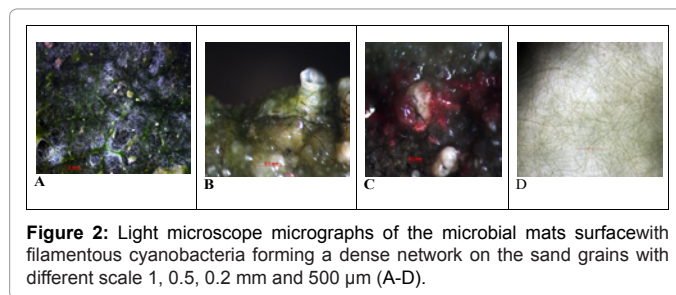 A B C D
Figure 2: Light microscope micrographs of the microbial mats surfacewith
filamentous cyanobacteria forming a dense network on the sand grains with
different scale 1, 0.5, 0.2 mm and 500 μm (A-D).